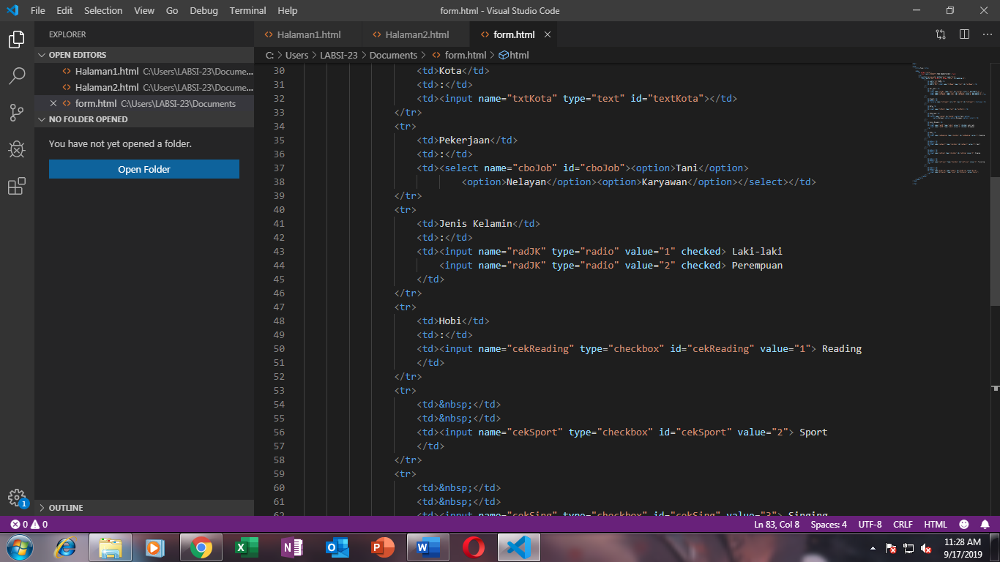 File Edit Selection View Go Debug Terminal Help
form.html - Visual Studio Code
EXPLORER
OPEN EDITORS
Halaman1.html C:\Users\LABSI-23\Docume...
Halaman2.html C:\Users\LABSI-23\Docume...
form.html C:\Users\LABSI-23\Documents
NO FOLDER OPENED
You have not yet opened a folder.
Open Folder
OUTLINE
1
Halaman1.html Halaman2.html form.html
C: > Users > LABSI-23 > Documents > form.html > html
30 <td>Kota</td>
31 <td>:</td>
32 <td><input name="txtKota" type="text" id="textKota"></td>
33 </tr>
34 <tr>
35 <td>Pekerjaan</td>
36 <td>:</td>
37 <td><select name="cboJob" id="cboJob"><option>Tani</option>
38 <option>Nelayan</option><option>Karyawan</option></select></td>
39 </tr>
40 <tr>
41 <td>Jenis Kelamin</td>
42 <td>:</td>
43 <td><input name="radJK" type="radio" value="1" checked> Laki-laki
44 <input name="radJK" type="radio" value="2" checked> Perempuan
45 </td>
46 </tr>
47 <tr>
48 <td>Hobi</td>
49 <td>:</td>
50 <td><input name="cekReading" type="checkbox" id="cekReading" value="1"> Reading
51 </td>
52 </tr>
53 <tr>
54 <td>&nbsp;</td>
55 <td>&nbsp;</td>
56 <td><input name="cekSport" type="checkbox" id="cekSport" value="2"> Sport
57 </td>
58 </tr>
59 <tr>
60 <td>&nbsp;</td>
61 <td>&nbsp;</td>
62 <td><input name="cekSing" type="checkbox" id="cekSing" value="3"> Singing
0 0
Ln 83, Col 8 Spaces: 4 UTF-8 CRLF HTML
11:28 AM
9/17/2019